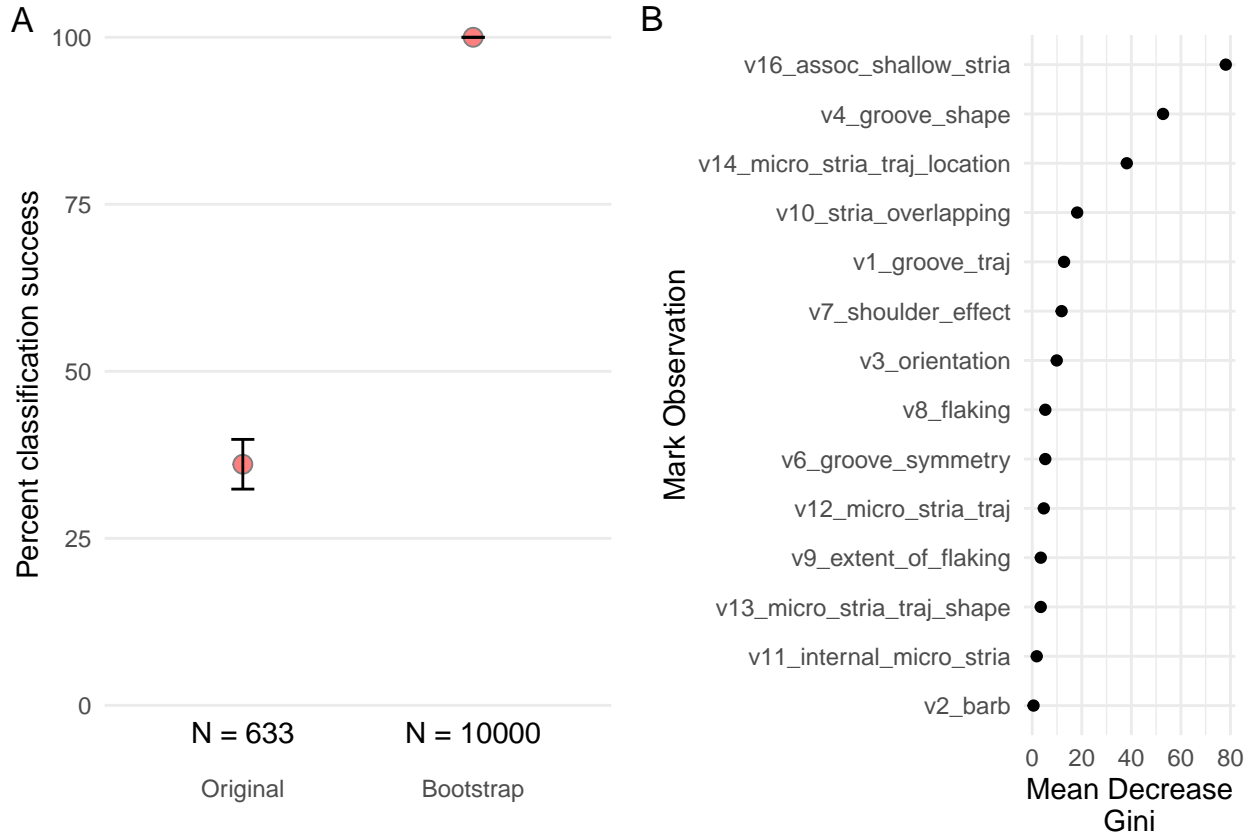 A
Percent classification success
100
75
50
25
0
N = 633
N = 10000
Original
Bootstrap
B
Mark Observation
v16_assoc_shallow_stria
v4_groove_shape
v14_micro_stria_traj_location
v10_stria_overlapping
v1_groove_traj
v7_shoulder_effect
v3_orientation
v8_flaking
v6_groove_symmetry
v12_micro_stria_traj
v9_extent_of_flaking
v13_micro_stria_traj_shape
v11_internal_micro_stria
v2_barb
0 20 40 60 80
Mean Decrease
Gini